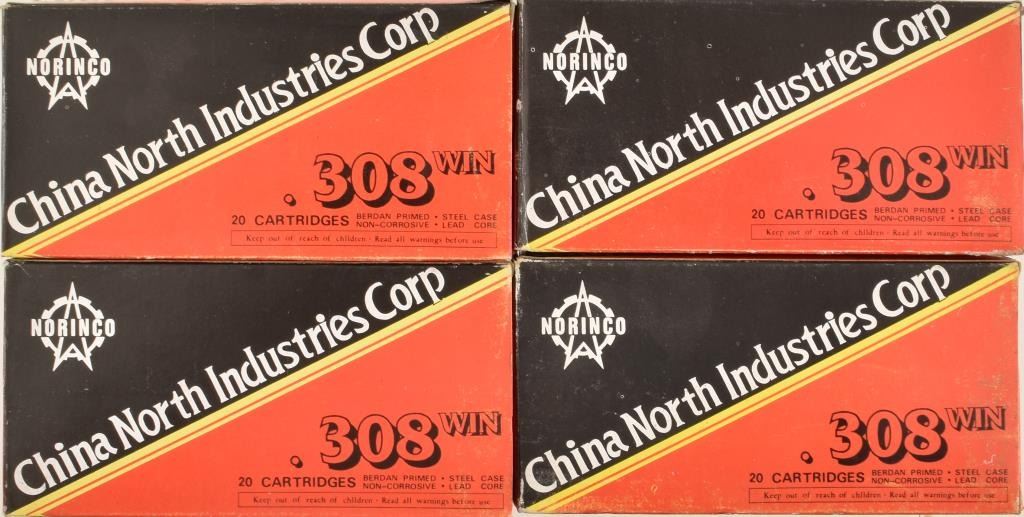 NORINCO
China North Industries Corp
.308 WIN
20 CARTRIDGES BERDAN PRIMED • STEEL CASE
NON-CORROSIVE • LEAD CORE
Keep out of reach of children · Read all warnings before use
NORINCO
China North Industries Corp
.308 WIN
20 CARTRIDGES BERDAN PRIMED • STEEL CASE
NON-CORROSIVE • LEAD CORE
Keep out of reach of children · Read all warnings before use
NORINCO
China North Industries Corp
.308 WIN
20 CARTRIDGES BERDAN PRIMED • STEEL CASE
NON-CORROSIVE • LEAD CORE
Keep out of reach of children · Read all warnings before use
NORINCO
China North Industries Corp
.308 WIN
20 CARTRIDGES BERDAN PRIMED • STEEL CASE
NON-CORROSIVE • LEAD CORE
Keep out of reach of children · Read all warnings before use